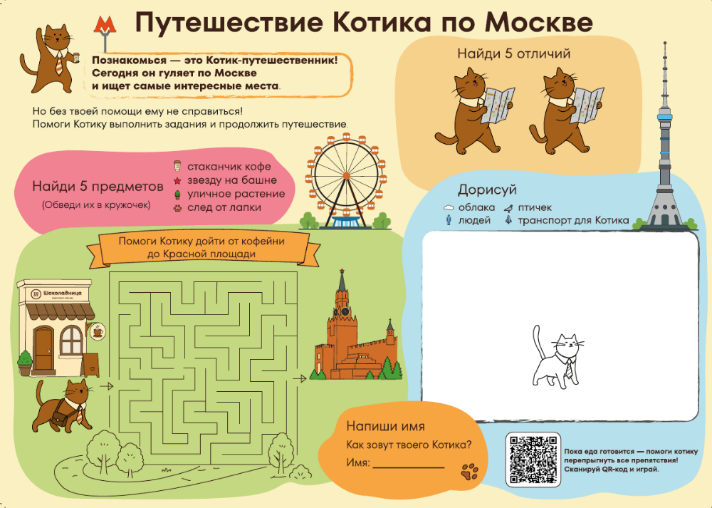 Путешествие Котика по Москве
Познакомься — это Котик-путешественник!
Сегодня он гуляет по Москве
и ищет самые интересные места.
Но без твоей помощи ему не справиться!
Помоги Котику выполнить задания и продолжить путешествие.
Найди 5 отличий
Найди 5 предметов
(Обведи их в кружочек)
стаканчик кофе
звезду на башне
уличное растение
след от лапки
Дорисуй
облака
птичек
людей
транспорт для Котика
Помоги Котику дойти от кофейни
до Красной площади
Шоколадница
Напиши имя
Как зовут твоего Котика?
Имя:
Пока еда готовится — помоги котику
перепрыгнуть все препятствия!
Сканируй QR-код и играй.